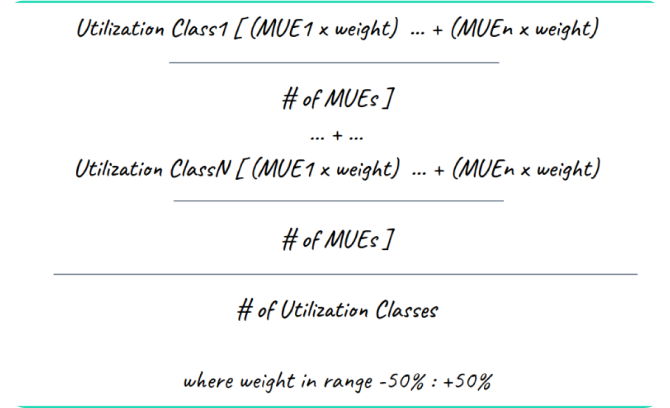 Utilization Class1 [ (MUE1 x weight) ... + (MUEn x weight)
# of MUEs ]
... + ...
Utilization ClassN [ (MUE1 x weight) ... + (MUEn x weight)
# of MUEs ]
# of Utilization Classes
where weight in range -50% : +50%